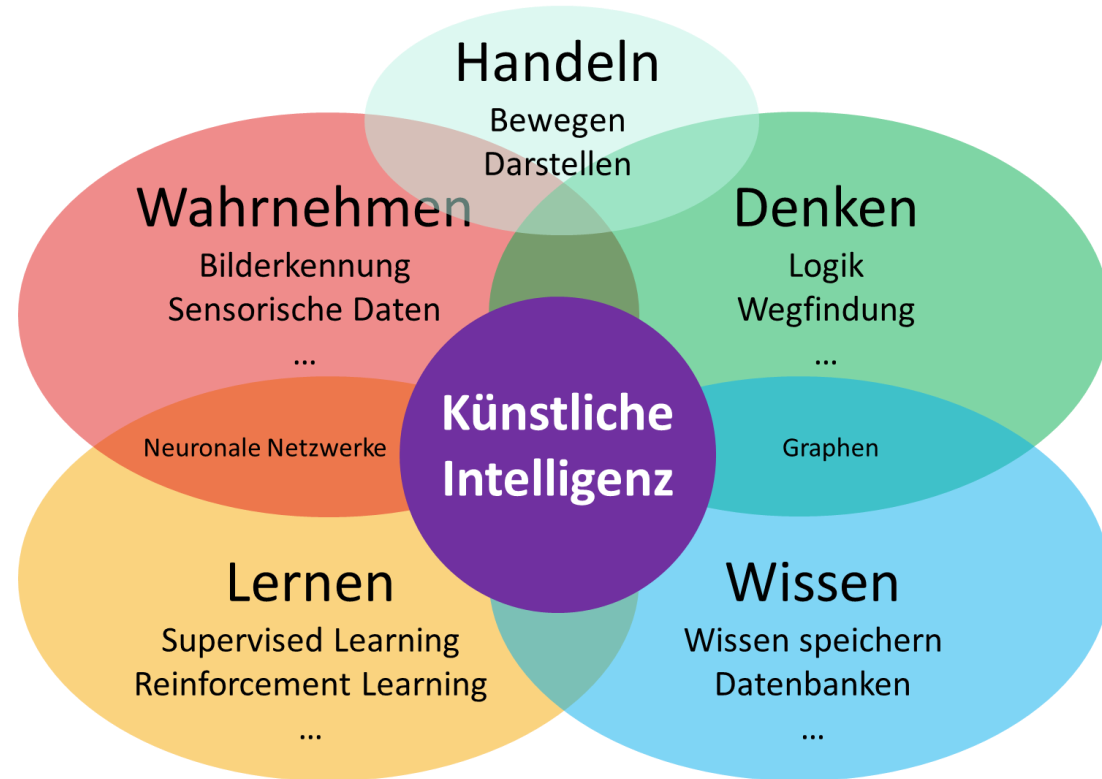 Handeln
Bewegen
Darstellen
Wahrnehmen
Bilderkennung
Sensorische Daten
...
Denken
Logik
Wegfindung
...
Neuronale Netzwerke
Künstliche
Intelligenz
Graphen
Lernen
Supervised Learning
Reinforcement Learning
...
Wissen
Wissen speichern
Datenbanken
...